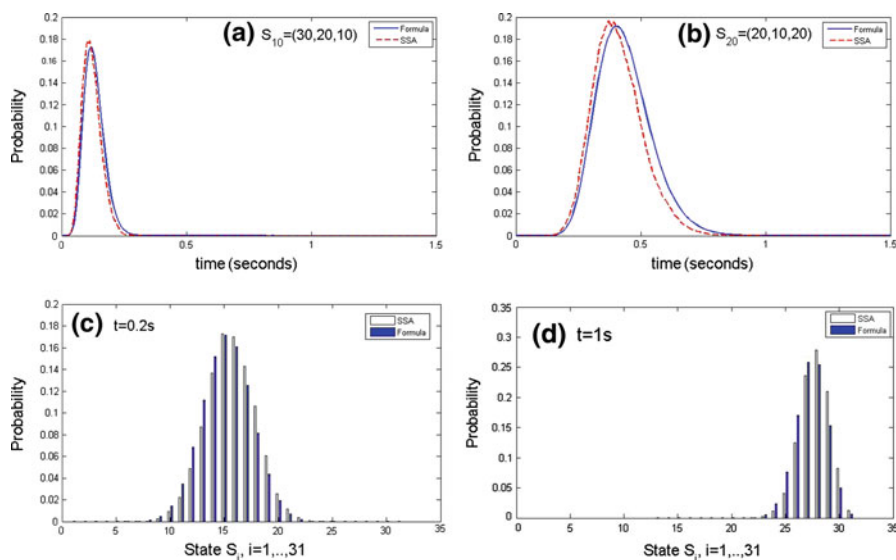 (a) S10=(30,20,10)
Formula
SSA
Probability
0.2
0.18
0.16
0.14
0.12
0.1
0.08
0.06
0.04
0.02
0
0 0.5 1 1.5
time (seconds)
(b) S20=(20,10,20)
Formula
SSA
Probability
0.2
0.18
0.16
0.14
0.12
0.1
0.08
0.06
0.04
0.02
0
0 0.5 1 1.5
time (seconds)
(c) t=0.2s
SSA
Formula
Probability
0.2
0.18
0.16
0.14
0.12
0.1
0.08
0.06
0.04
0.02
0
0 5 10 15 20 25 30 35
State Si, i=1,..,31
(d) t=1s
SSA
Formula
Probability
0.35
0.3
0.25
0.2
0.15
0.1
0.05
0
0 5 10 15 20 25 30 35
State Si, i=1,..,31